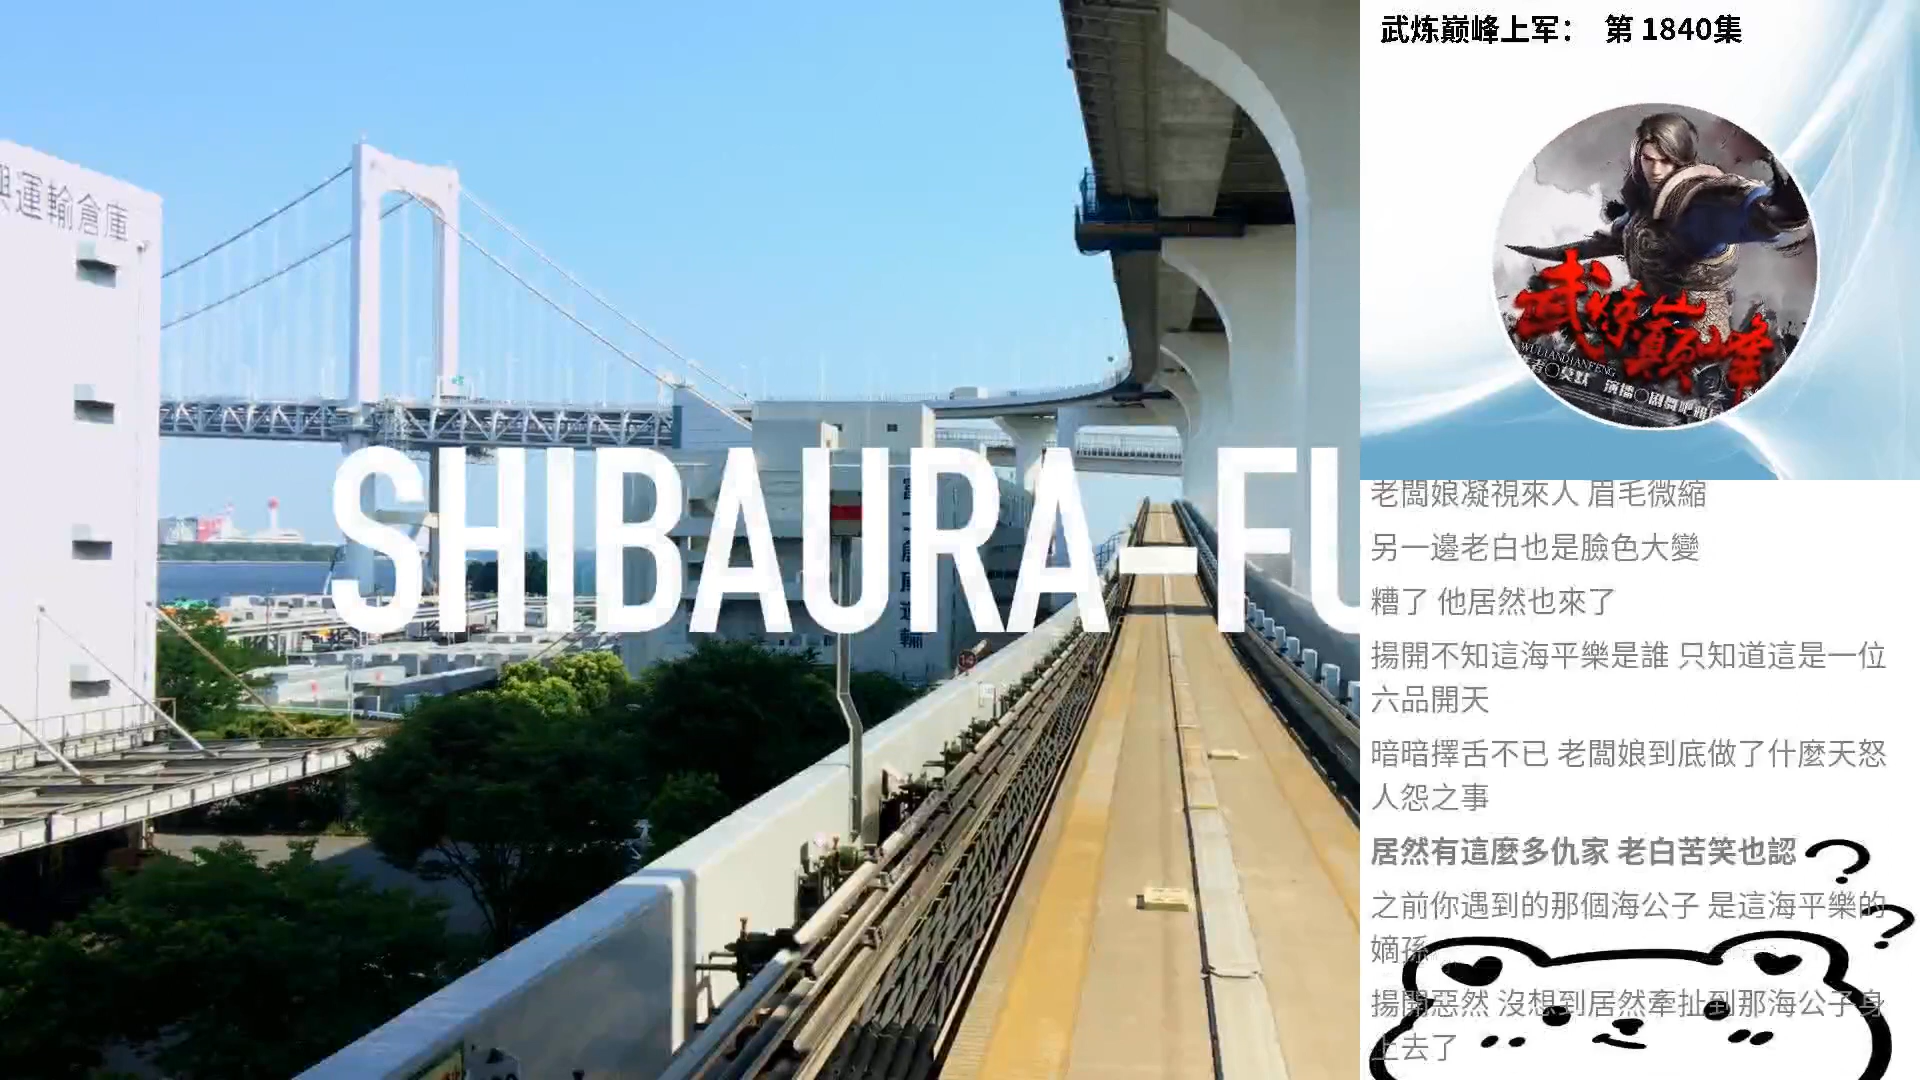 興運輸倉庫
SHIBAURA-FU
武炼巅峰上军： 第 1840集
武炼巅峰
WULIANDIANFENG
老闆娘凝視來人 眉毛微縮
另一邊老白也是臉色大變
糟了 他居然也來了
揚開不知這海平樂是誰 只知道這是一位
六品開天
暗暗擇舌不已 老闆娘到底做了什麼天怒
人怨之事
居然有這麼多仇家 老白苦笑也認
之前你遇到的那個海公子 是這海平樂的
嫡孫
揚開惡然 沒想到居然牽扯到那海公子身
上去了